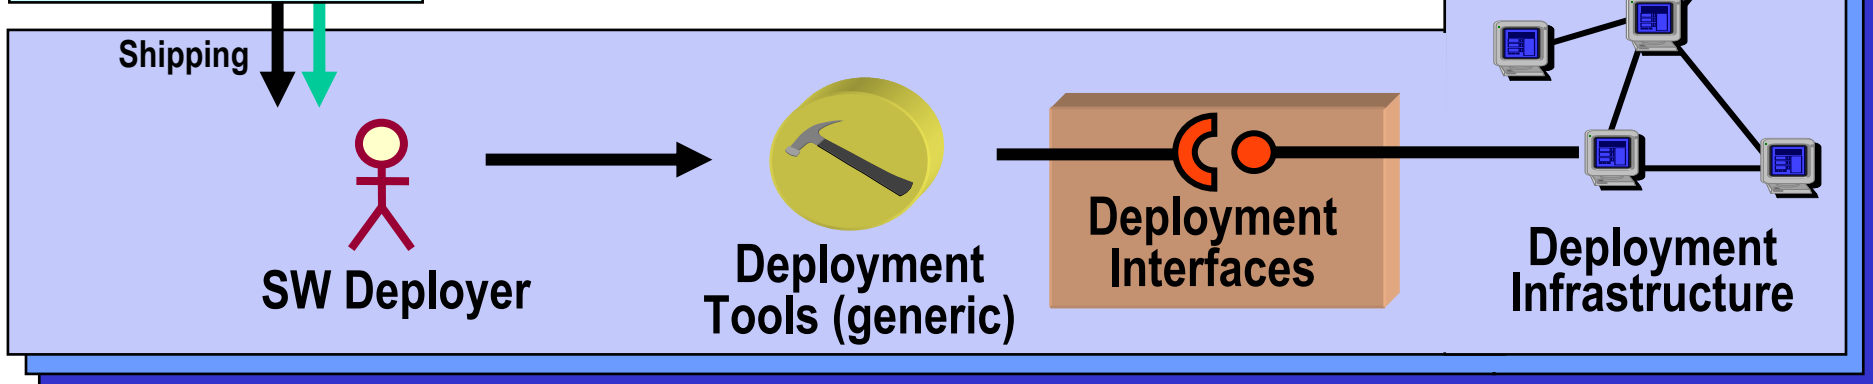 Shipping
SW Deployer
Deployment
Tools (generic)
Deployment
Interfaces
Deployment
Infrastructure